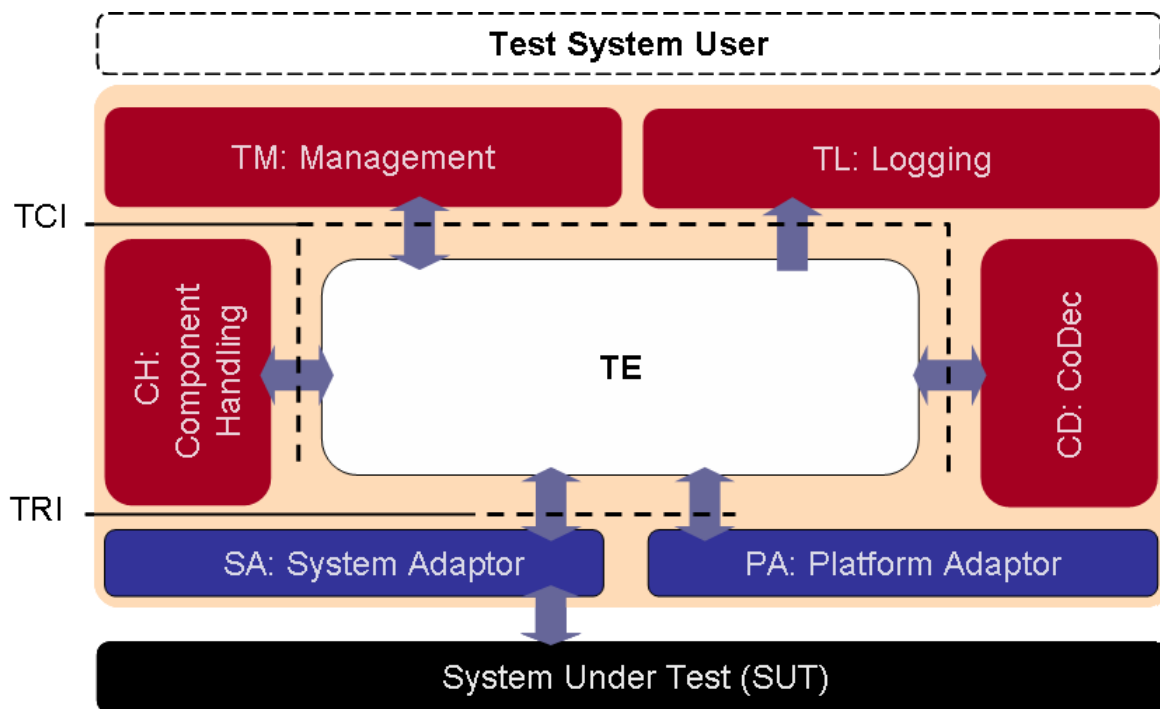 Test System User
TM: Management
TL: Logging
TCI
CH:
Component
Handling
TE
CD: CoDec
TRI
SA: System Adaptor
PA: Platform Adaptor
System Under Test (SUT)